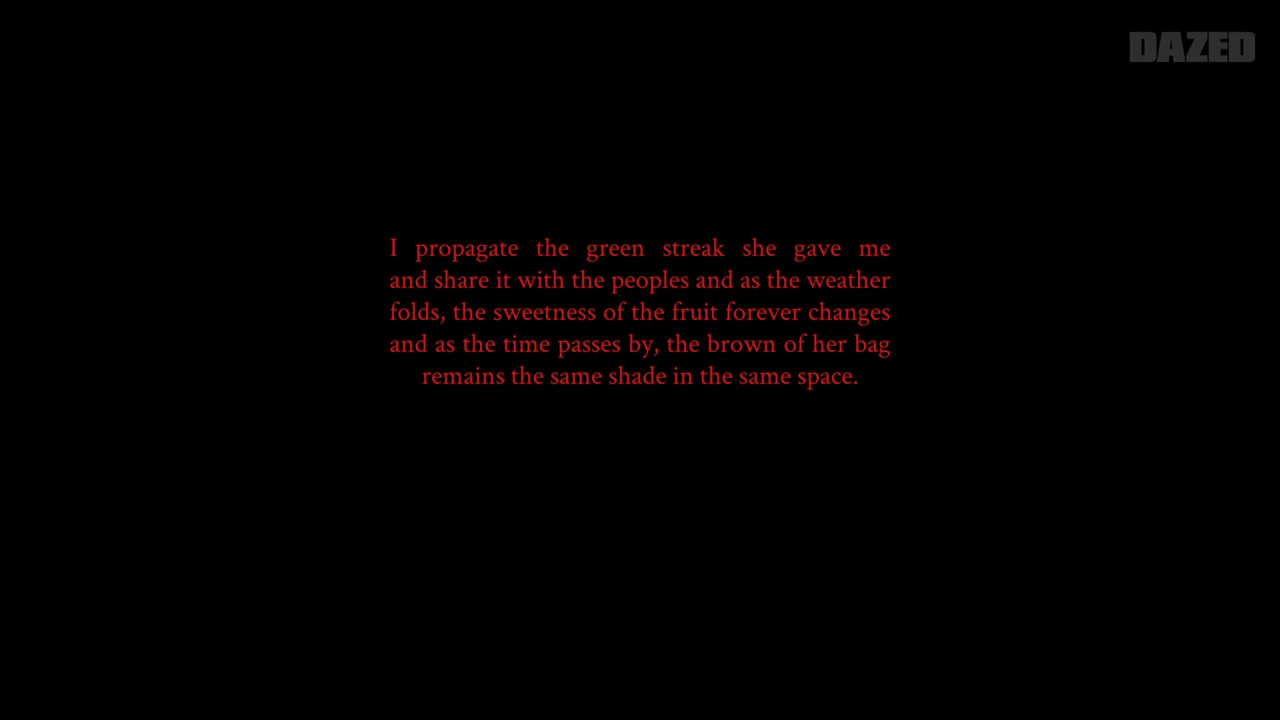 DAZED
I propagate the green streak she gave me
and share it with the peoples and as the weather
folds, the sweetness of the fruit forever changes
and as the time passes by, the brown of her bag
remains the same shade in the same space.